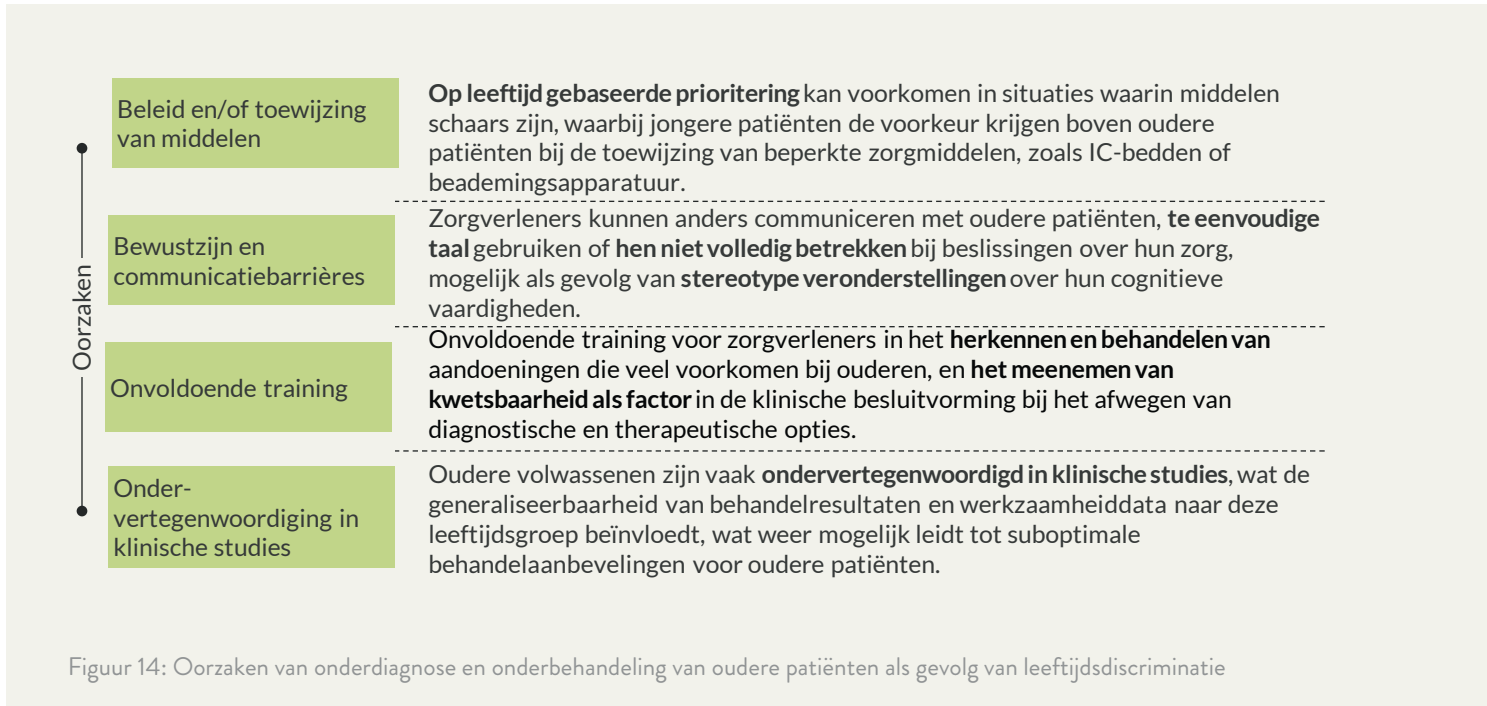 Oorzaken
Beleid en/of toewijzing
van middelen
Op leeftijd gebaseerde prioritering kan voorkomen in situaties waarin middelen
schaars zijn, waarbij jongere patiënten de voorkeur krijgen boven oudere
patiënten bij de toewijzing van beperkte zorgmiddelen, zoals IC-bedden of
beademingsapparatuur.
Bewustzijn en
communicatiebarrières
Zorgverleners kunnen anders communiceren met oudere patiënten, te eenvoudige
taal gebruiken of hen niet volledig betrekken bij beslissingen over hun zorg,
mogelijk als gevolg van stereotype veronderstellingen over hun cognitieve
vaardigheden.
Onvoldoende training
Onvoldoende training voor zorgverleners in het herkennen en behandelen van
aandoeningen die veel voorkomen bij ouderen, en het meenemen van
kwetsbaarheid als factor in de klinische besluitvorming bij het afwegen van
diagnostische en therapeutische opties.
Onder-
vertegenwoordiging in
klinische studies
Oudere volwassenen zijn vaak ondervertegenwoordigd in klinische studies, wat de
generaliseerbaarheid van behandelresultaten en werkzaamheiddata naar deze
leeftijdsgroep beïnvloedt, wat weer mogelijk leidt tot suboptimale
behandelaanbevelingen voor oudere patiënten.
Figuur 14: Oorzaken van onderdiagnose en onderbehandeling van oudere patiënten als gevolg van leeftijdsdiscriminatie